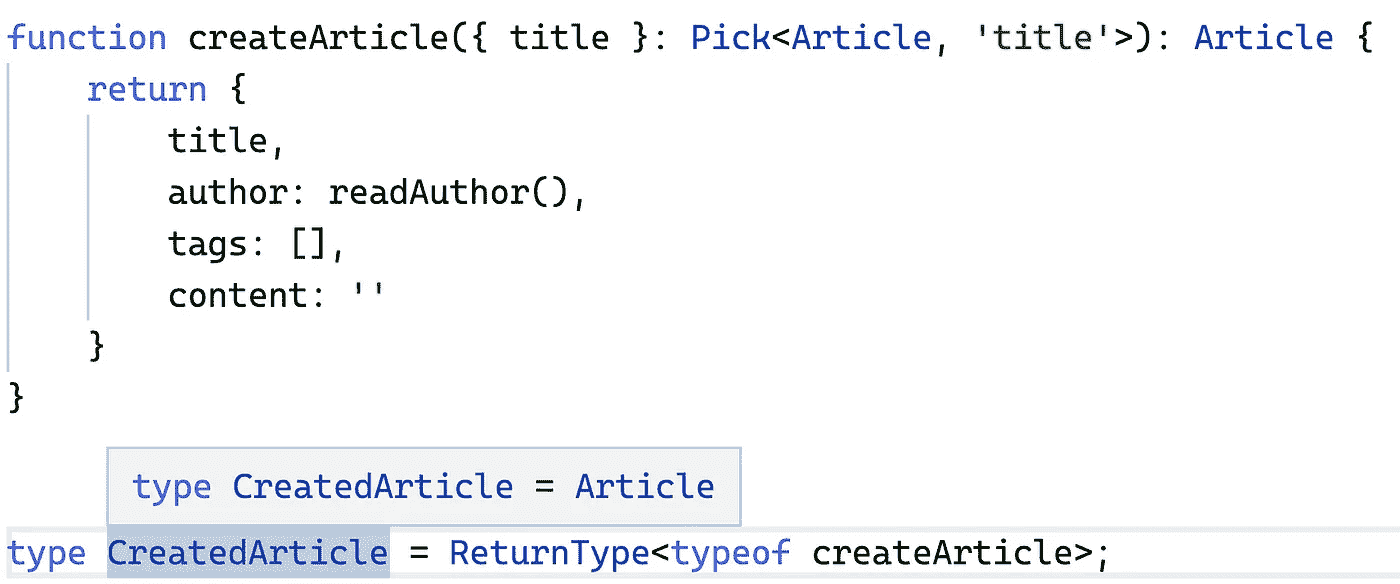 function createArticle({ title }: Pick<Article, 'title'>): Article {
    return {
        title,
        author: readAuthor(),
        tags: [],
        content: ''
    }
}
type CreatedArticle = Article
type CreatedArticle = ReturnType<typeof createArticle>;